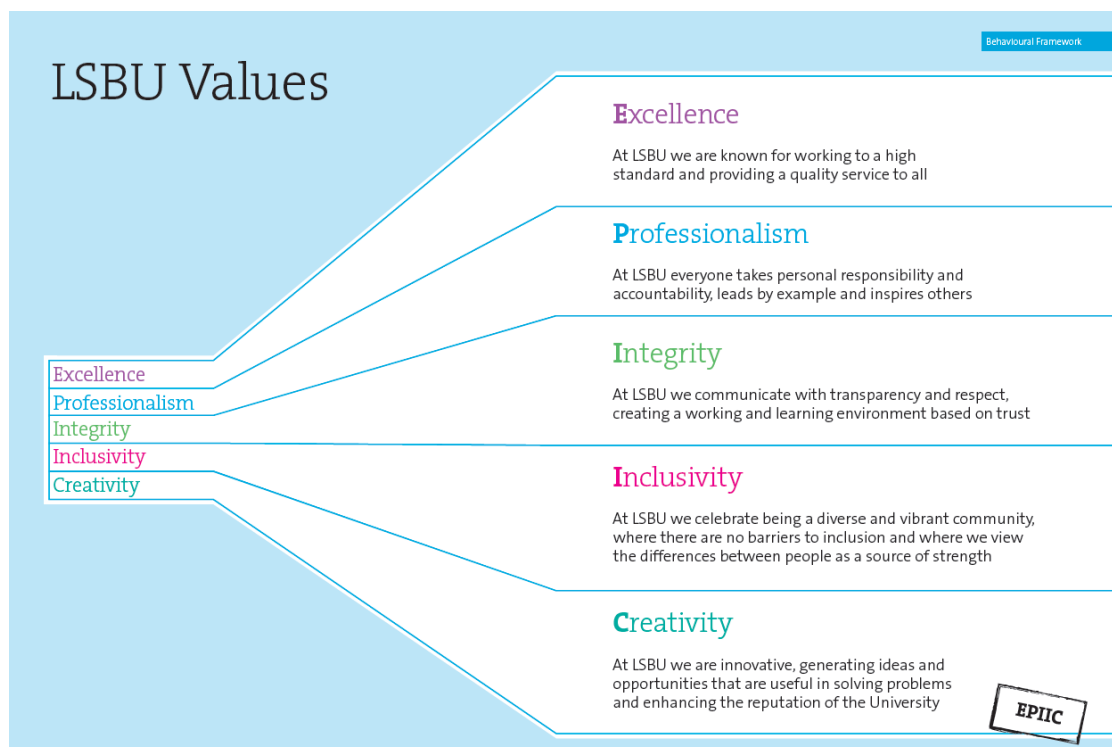 Behavioural Framework
LSBU Values
Excellence
At LSBU we are known for working to a high
standard and providing a quality service to all
Professionalism
At LSBU everyone takes personal responsibility and
accountability, leads by example and inspires others
Integrity
At LSBU we communicate with transparency and respect,
creating a working and learning environment based on trust
Inclusivity
At LSBU we celebrate being a diverse and vibrant community,
where there are no barriers to inclusion and where we view
the differences between people as a source of strength
Creativity
At LSBU we are innovative, generating ideas and
opportunities that are useful in solving problems
and enhancing the reputation of the University
Excellence
Professionalism
Integrity
Inclusivity
Creativity
EPIIC